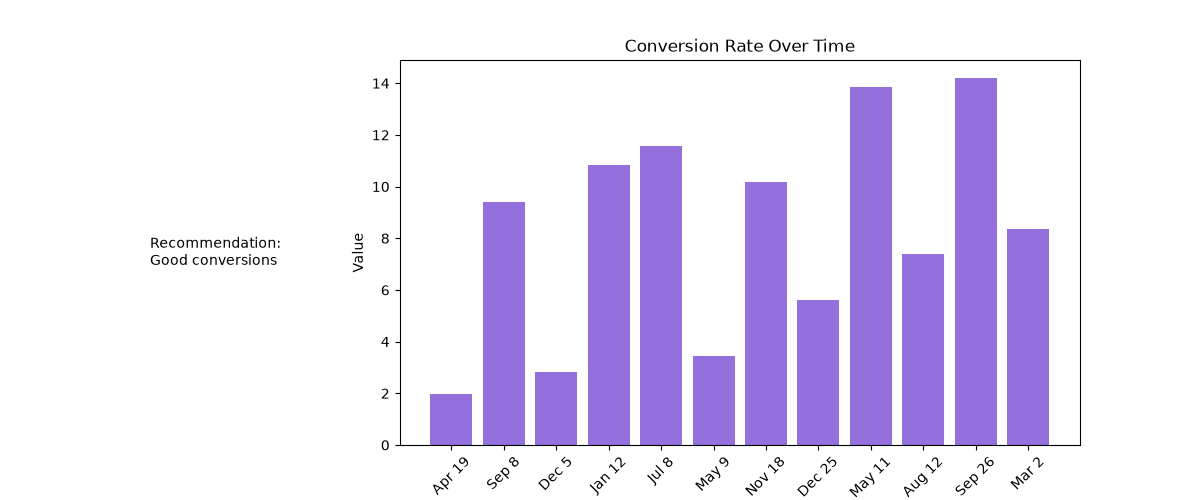 Conversion Rate Over Time
Recommendation:
Good conversions
Value
14
12
10
8
6
4
2
0
Apr 19
Sep 8
Dec 5
Jan 12
Jul 8
May 9
Nov 18
Dec 25
May 11
Aug 12
Sep 26
Mar 2